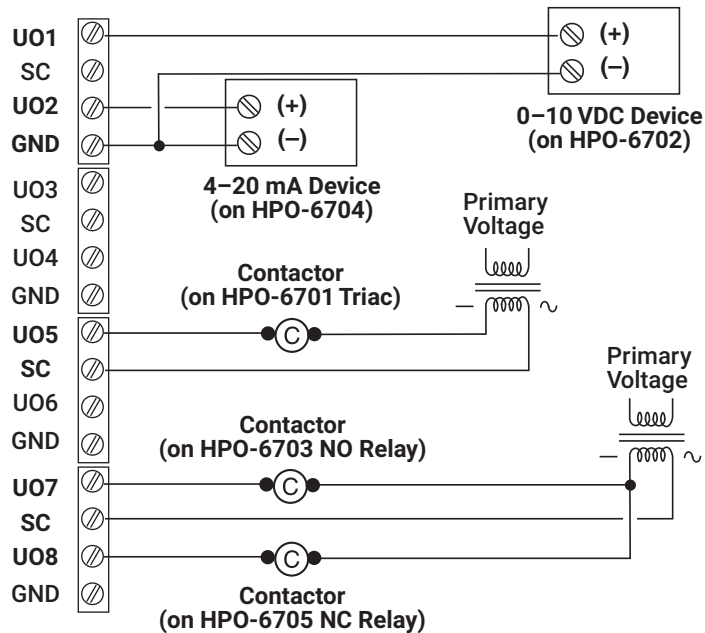 UO1
SC
UO2
GND
(+)
(–)
0–10 VDC Device
(on HPO-6702)
(+)
(–)
4–20 mA Device
(on HPO-6704)
UO3
SC
UO4
GND
Primary
Voltage
Contactor
(on HPO-6701 Triac)
UO5
SC
UO6
GND
C
Primary
Voltage
Contactor
(on HPO-6703 NO Relay)
UO7
SC
UO8
GND
C
C
Contactor
(on HPO-6705 NC Relay)